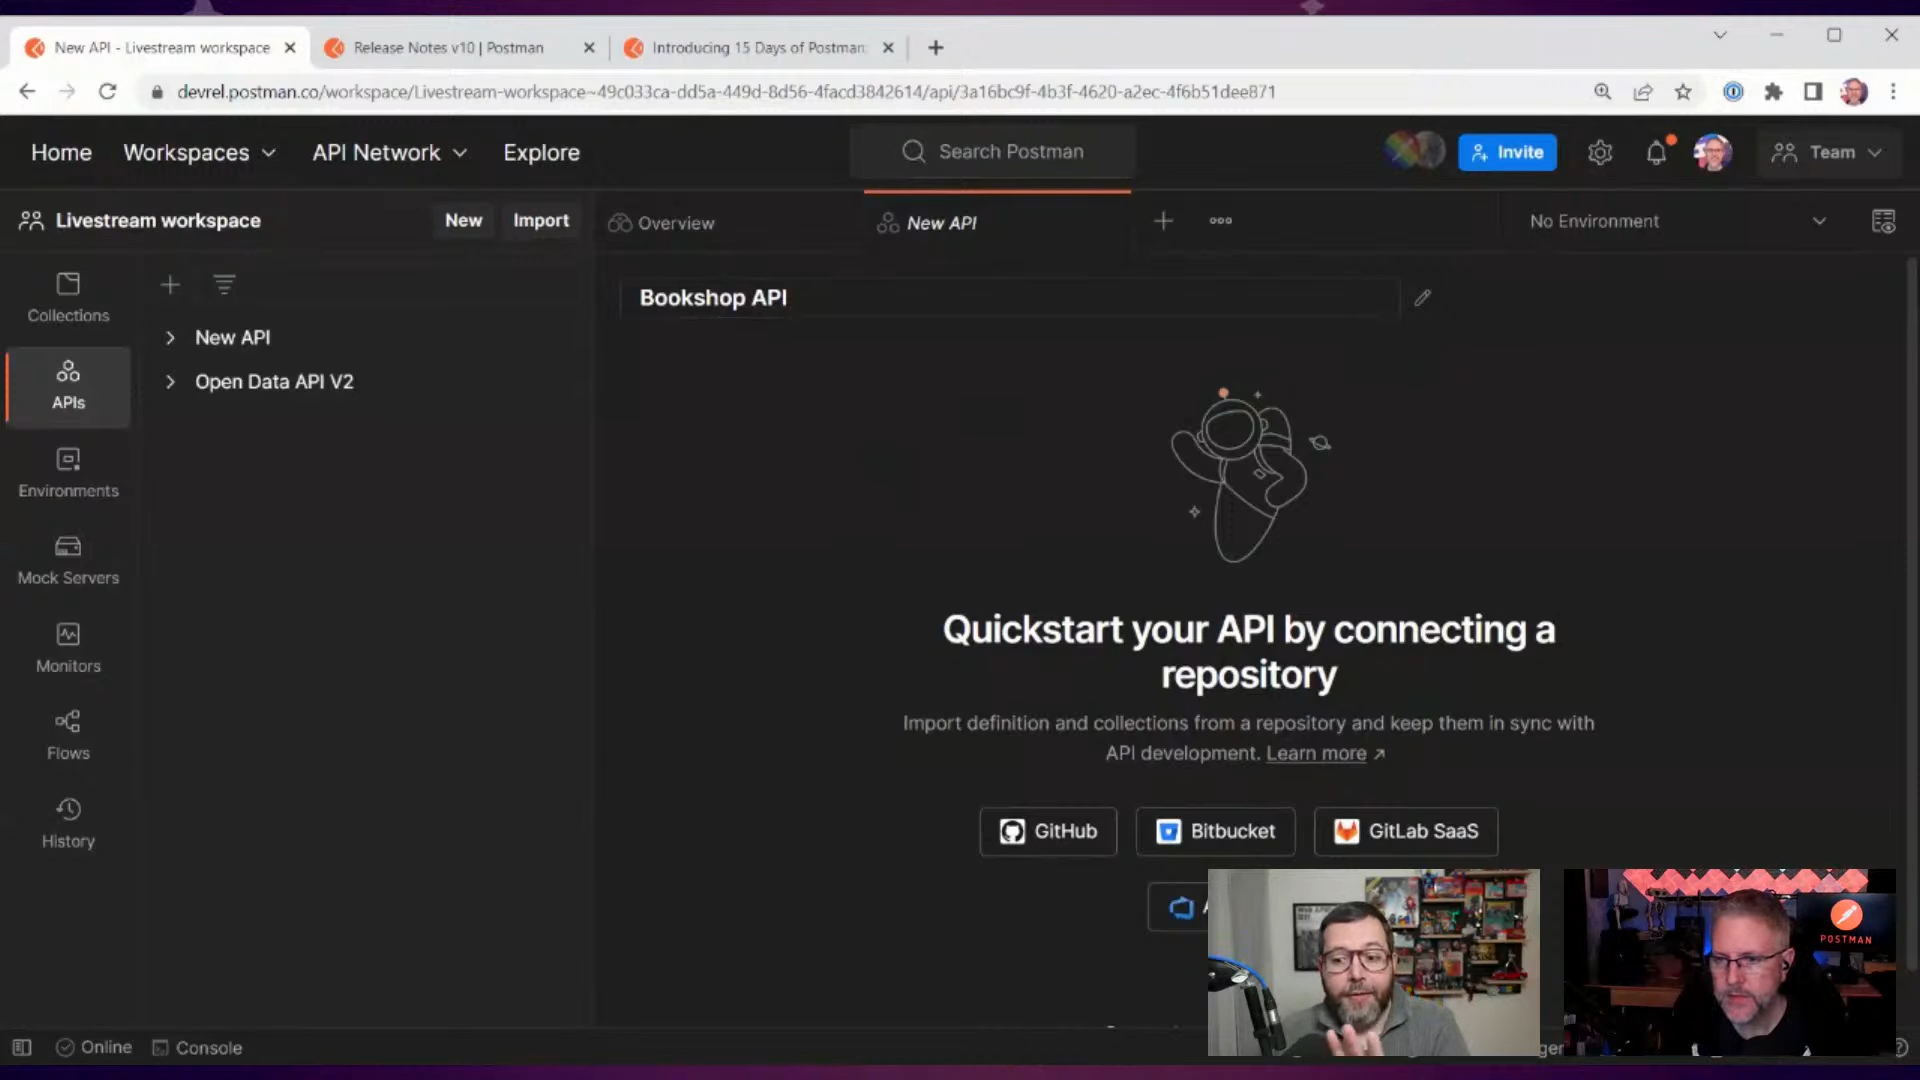 New API - Livestream workspace
Release Notes v10 | Postman
Introducing 15 Days of Postman
devrel.postman.co/workspace/Livestream-workspace~49c033ca-dd5a-449d-8d56-4facd3842614/api/3a16bc9f-4b3f-4620-a2ec-4f6b51dee871
Home
Workspaces
API Network
Explore
Search Postman
Invite
Team
Livestream workspace
New
Import
Overview
New API
No Environment
Collections
APIs
Environments
Mock Servers
Monitors
Flows
History
New API
Open Data API V2
Bookshop API
Quickstart your API by connecting a
repository
Import definition and collections from a repository and keep them in sync with
API development. Learn more
GitHub
Bitbucket
GitLab SaaS
POSTMAN
Online
Console